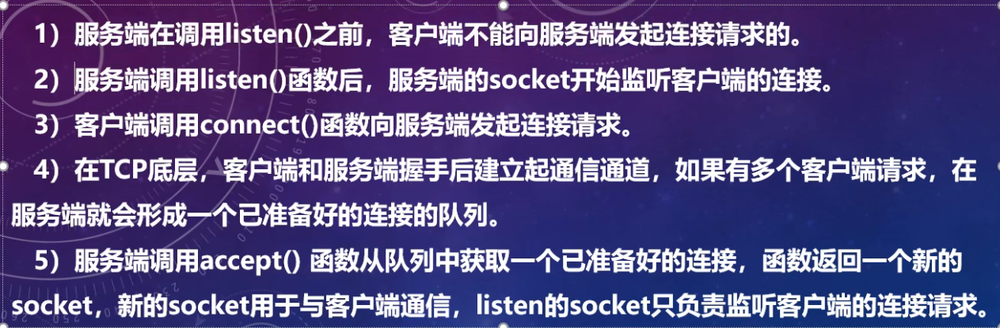 1）服务端在调用listen()之前，客户端不能向服务端发起连接请求的。
2）服务端调用listen()函数后，服务端的socket开始监听客户端的连接。
3）客户端调用connect()函数向服务端发起连接请求。
4）在TCP底层，客户端和服务端握手后建立起通信通道，如果有多个客户端请求，在
服务端就会形成一个已准备好的连接的队列。
5）服务端调用accept() 函数从队列中获取一个已准备好的连接，函数返回一个新的
socket，新的socket用于与客户端通信，listen的socket只负责监听客户端的连接请求。